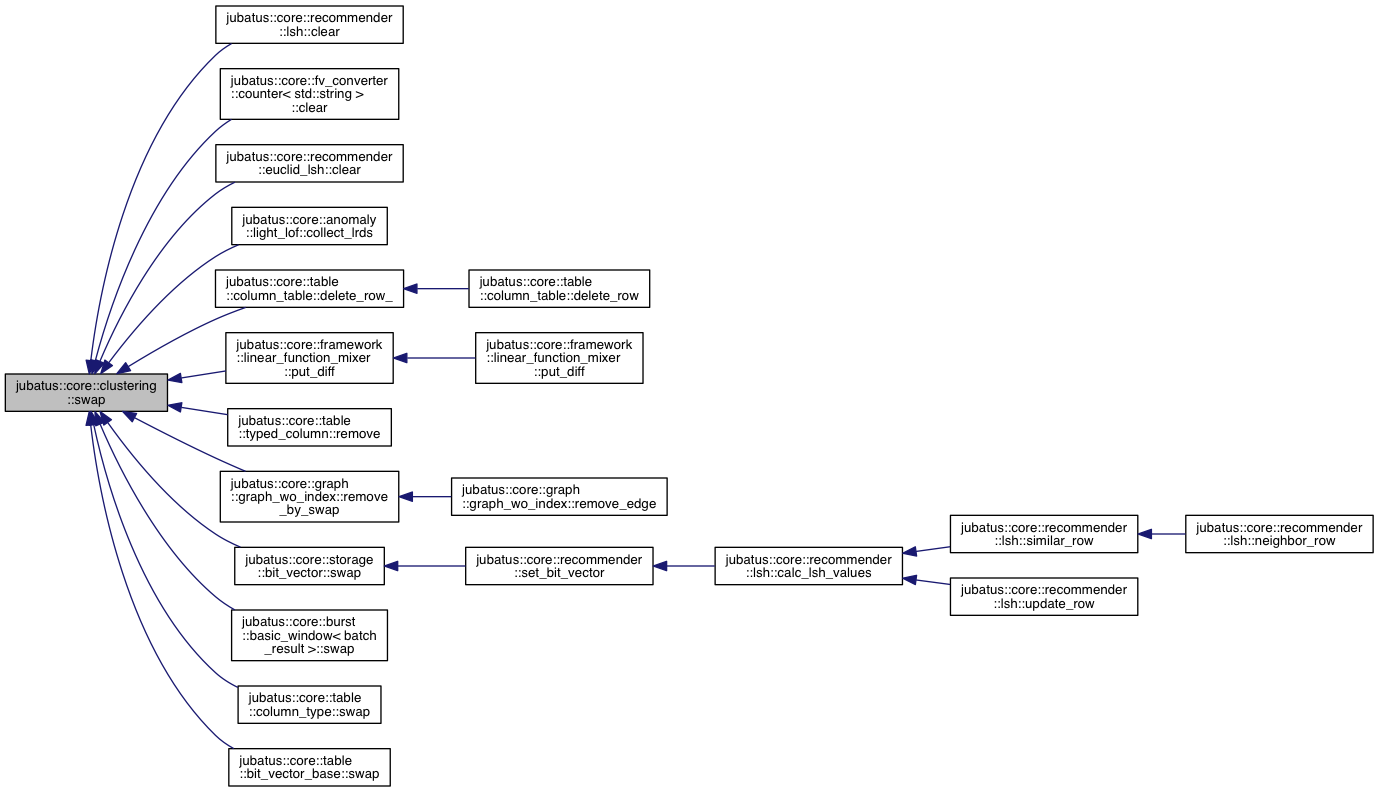 jubatus::core::recommender
::lsh::clear
jubatus::core::fv_converter
::counter< std::string >
::clear
jubatus::core::recommender
::euclid_lsh::clear
jubatus::core::anomaly
::light_lof::collect_lrds
jubatus::core::table
::column_table::delete_row_
jubatus::core::table
::column_table::delete_row
jubatus::core::framework
::linear_function_mixer
::put_diff
jubatus::core::framework
::linear_function_mixer
::put_diff
jubatus::core::clustering
::swap
jubatus::core::table
::typed_column::remove
jubatus::core::graph
::graph_wo_index::remove
_by_swap
jubatus::core::graph
::graph_wo_index::remove_edge
jubatus::core::storage
::bit_vector::swap
jubatus::core::recommender
::set_bit_vector
jubatus::core::recommender
::lsh::calc_lsh_values
jubatus::core::recommender
::lsh::similar_row
jubatus::core::recommender
::lsh::neighbor_row
jubatus::core::recommender
::lsh::update_row
jubatus::core::burst
::basic_window< batch
_result >::swap
jubatus::core::table
::column_type::swap
jubatus::core::table
::bit_vector_base::swap